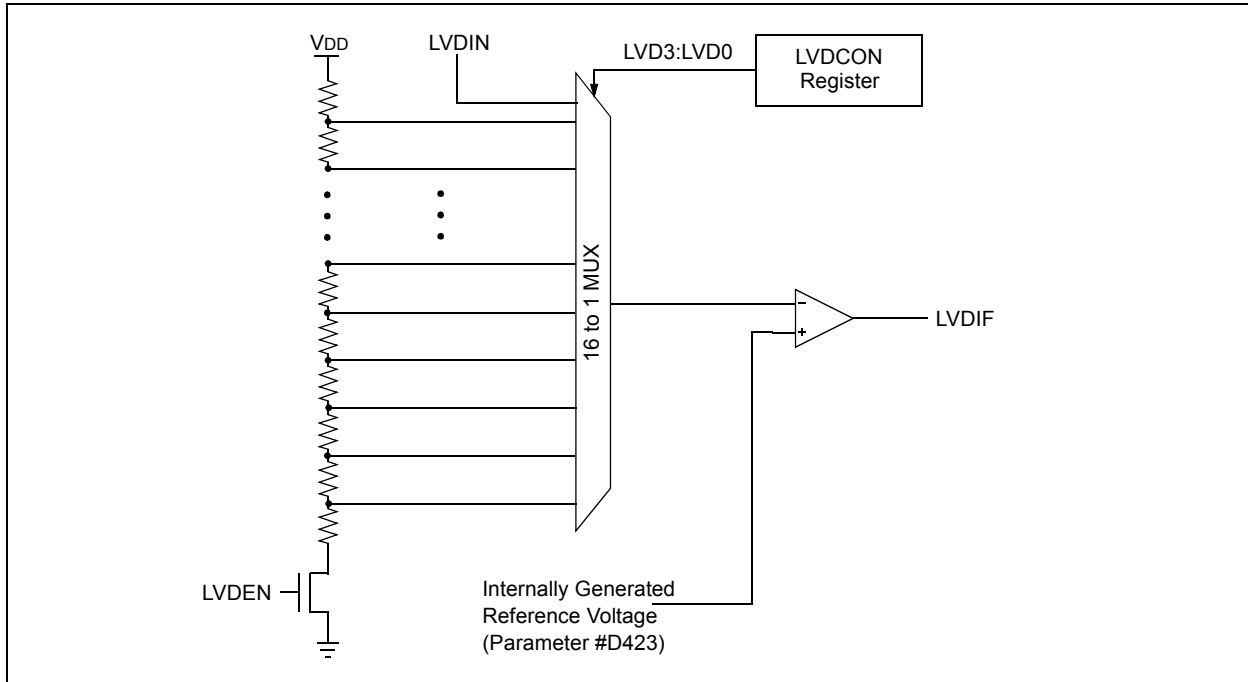 VDD
LVDIN
LVD3:LVD0
LVDCON
Register
16 to 1 MUX
–
+
LVDIF
LVDEN
Internally Generated
Reference Voltage
(Parameter #D423)